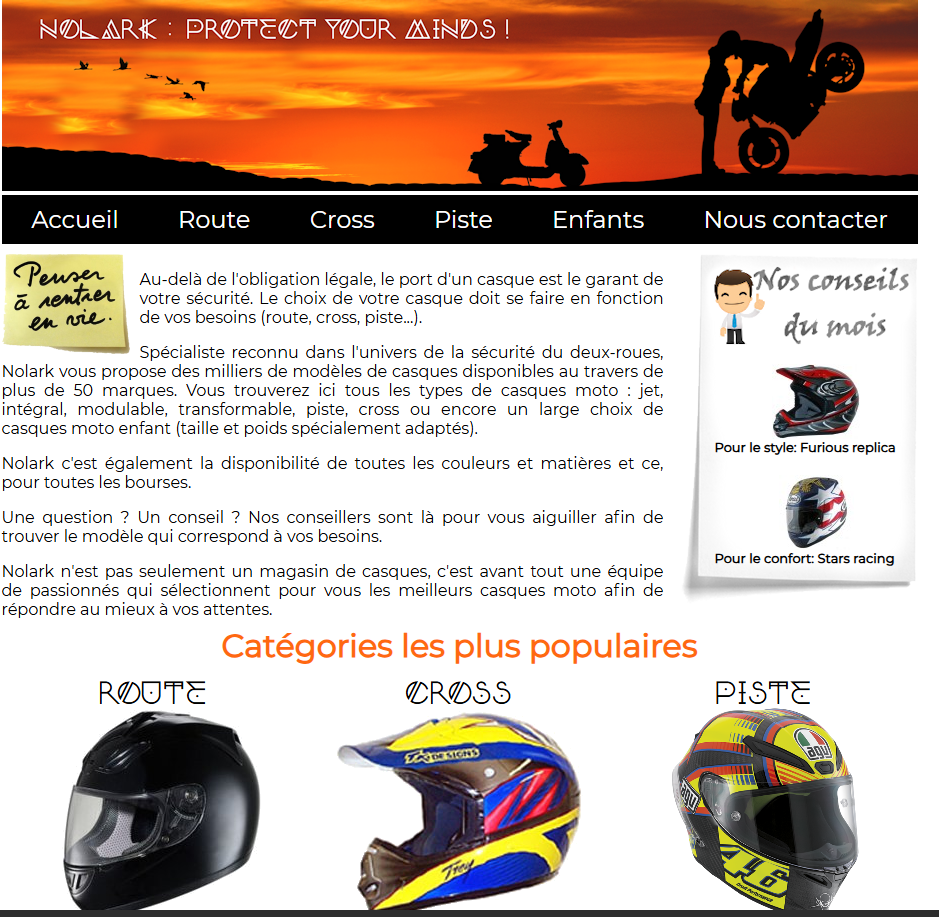 NOLARK : PROTECT YOUR MINDS !
Accueil Route Cross Piste Enfants Nous contacter
Penser
à rentrer
en vie.
Au-delà de l'obligation légale, le port d'un casque est le garant de
votre sécurité. Le choix de votre casque doit se faire en fonction
de vos besoins (route, cross, piste...).
Spécialiste reconnu dans l'univers de la sécurité du deux-roues,
Nolark vous propose des milliers de modèles de casques disponibles au travers de
plus de 50 marques. Vous trouverez ici tous les types de casques moto : jet,
intégral, modulable, transformable, piste, cross ou encore un large choix de
casques moto enfant (taille et poids spécialement adaptés).
Nolark c'est également la disponibilité de toutes les couleurs et matières et ce,
pour toutes les bourses.
Une question ? Un conseil ? Nos conseillers sont là pour vous aiguiller afin de
trouver le modèle qui correspond à vos besoins.
Nolark n'est pas seulement un magasin de casques, c'est avant tout une équipe
de passionnés qui sélectionnent pour vous les meilleurs casques moto afin de
répondre au mieux à vos attentes.
Nos conseils
du mois
Pour le style: Furious replica
Pour le confort: Stars racing
Catégories les plus populaires
ROUTE
CROSS
PISTE
DESIGNS
Troy
agv
AGV
46